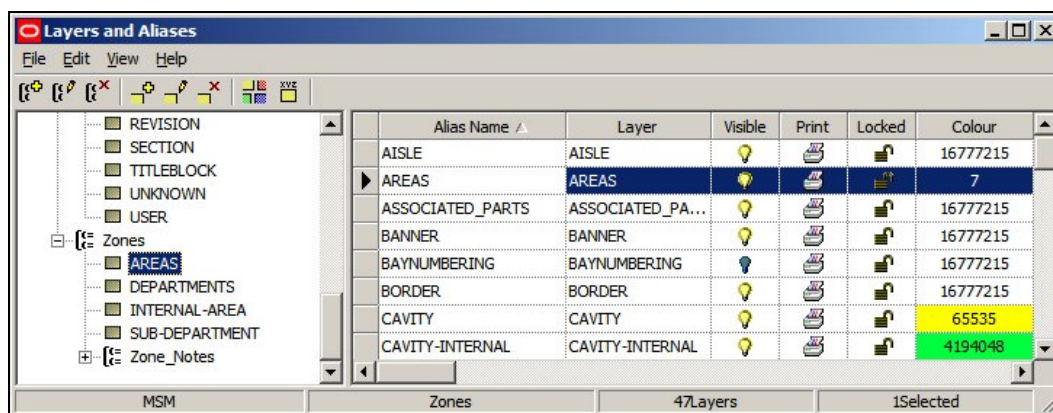 Layers and Aliases
File Edit View Help
XYZ
REVISION
SECTION
TITLEBLOCK
UNKNOWN
USER
Zones
AREAS
DEPARTMENTS
INTERNAL-AREA
SUB-DEPARTMENT
Zone_Notes
Alias Name Layer Visible Print Locked Colour
AISLE AISLE 16777215
AREAS AREAS 7
ASSOCIATED_PARTS ASSOCIATED_PA... 16777215
BANNER BANNER 16777215
BAYNUMBERING BAYNUMBERING 16777215
BORDER BORDER 16777215
CAVITY CAVITY 65535
CAVITY-INTERNAL CAVITY-INTERNAL 4194048
MSM Zones 47Layers 1Selected